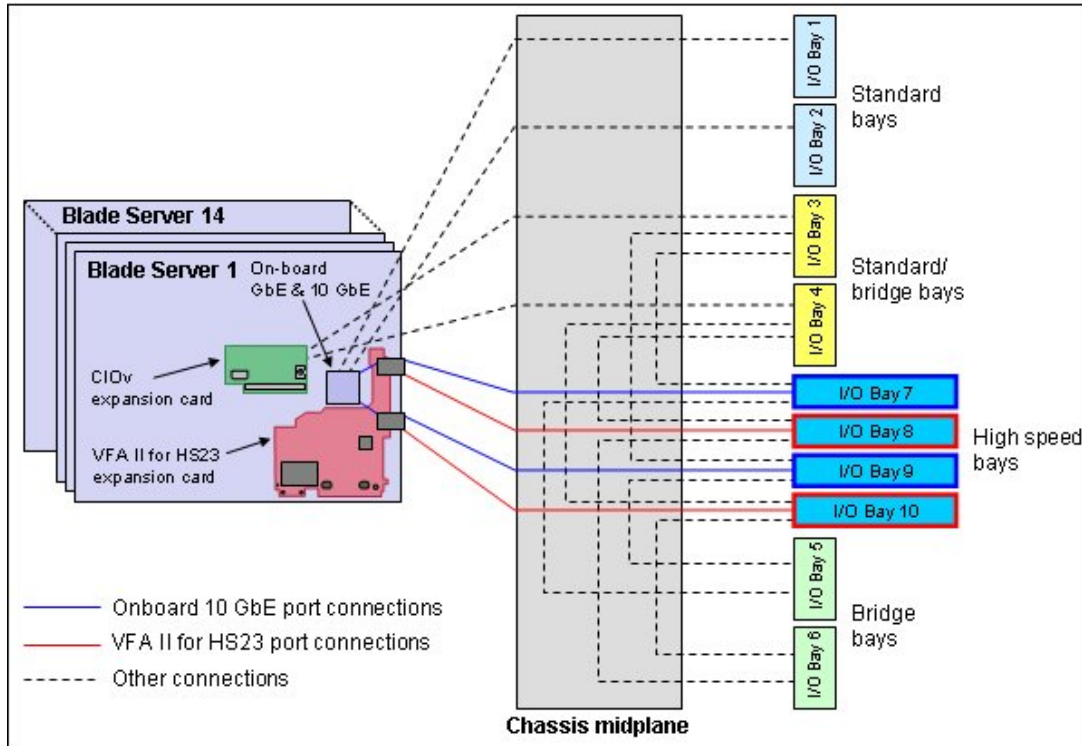 Blade Server 14
Blade Server 1
On-board
GbE & 10 GbE
CIOv
expansion card
VFA II for HS23
expansion card
Onboard 10 GbE port connections
VFA II for HS23 port connections
Other connections
Chassis midplane
I/O Bay 1
I/O Bay 2
Standard
bays
I/O Bay 3
I/O Bay 4
Standard/
bridge bays
I/O Bay 7
I/O Bay 8
I/O Bay 9
I/O Bay 10
High speed
bays
I/O Bay 5
I/O Bay 6
Bridge
bays